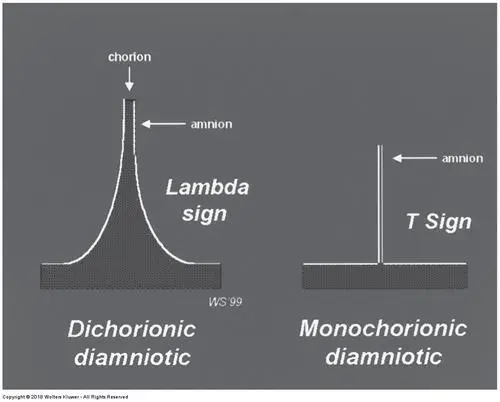 chorion
amnion
Lambda
sign
WS'99
Dichorionic
diamniotic
amnion
T Sign
Monochorionic
diamniotic
Copyright © 2018 Wolters Kluwer - All Rights Reserved